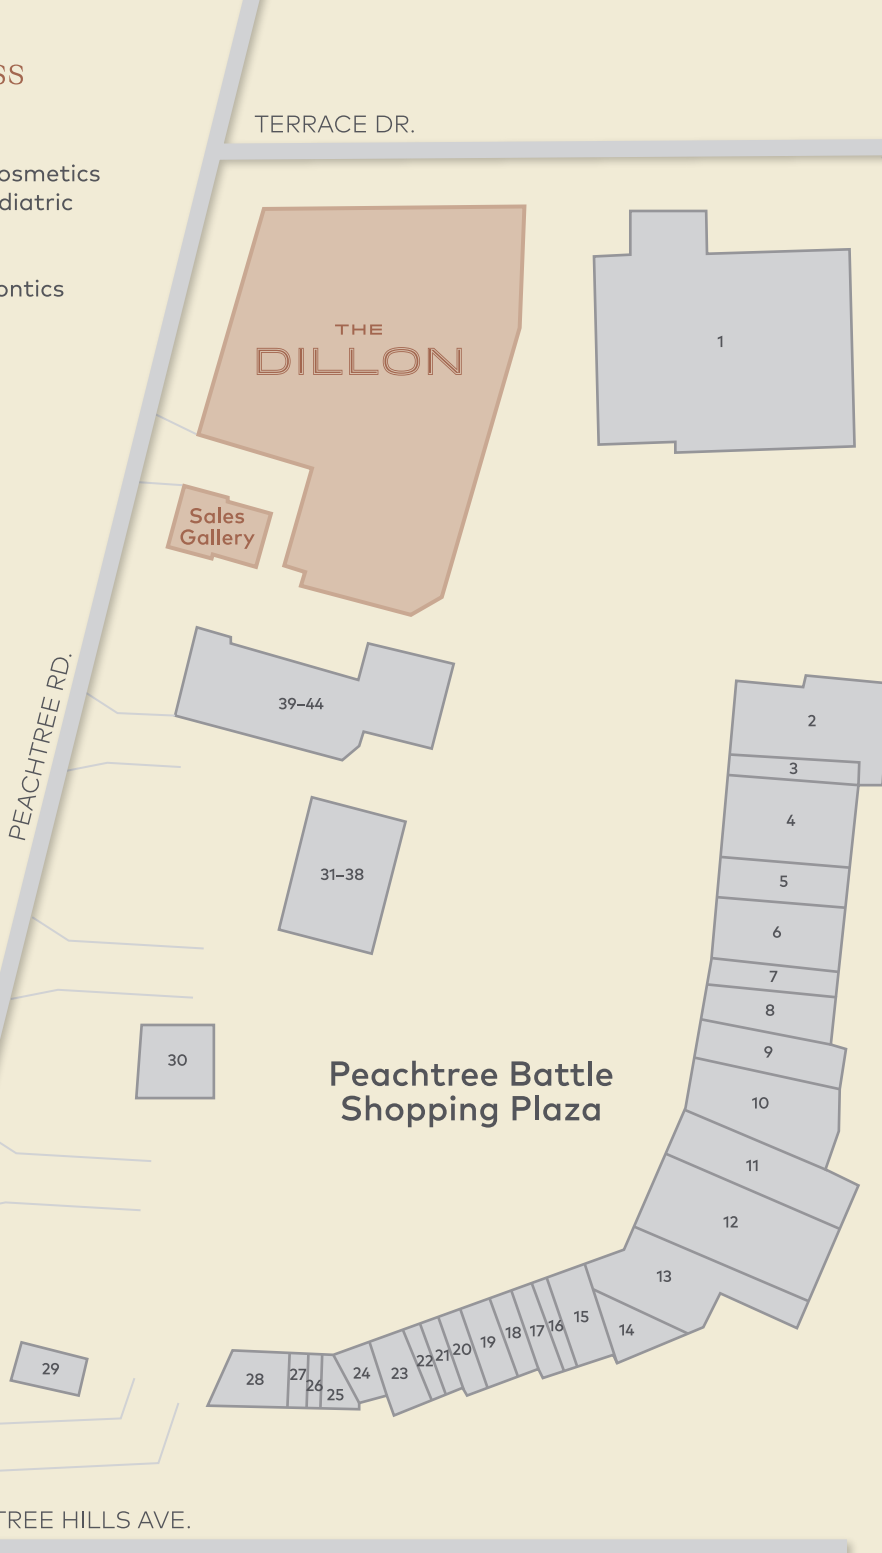 SS
TERRACE DR.
osmetics
diatric
ontics
THE
DILLON
1
Sales
Gallery
PEACHTREE RD.
39–44
2
3
4
31–38
5
6
7
8
9
30
Peachtree Battle
Shopping Plaza
10
11
12
13
14
15
16
17
18
19
20
21
22
23
24
25
26
27
28
29
TREE HILLS AVE.